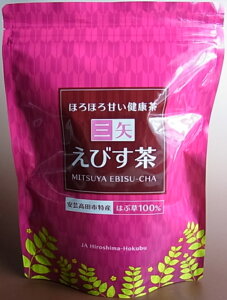 ほろほろ甘い健康茶
三矢
えびす茶
MITSUYA EBISU-CHA
安芸高田市特産 はぶ草100%
JA Hiroshima-Hokubu